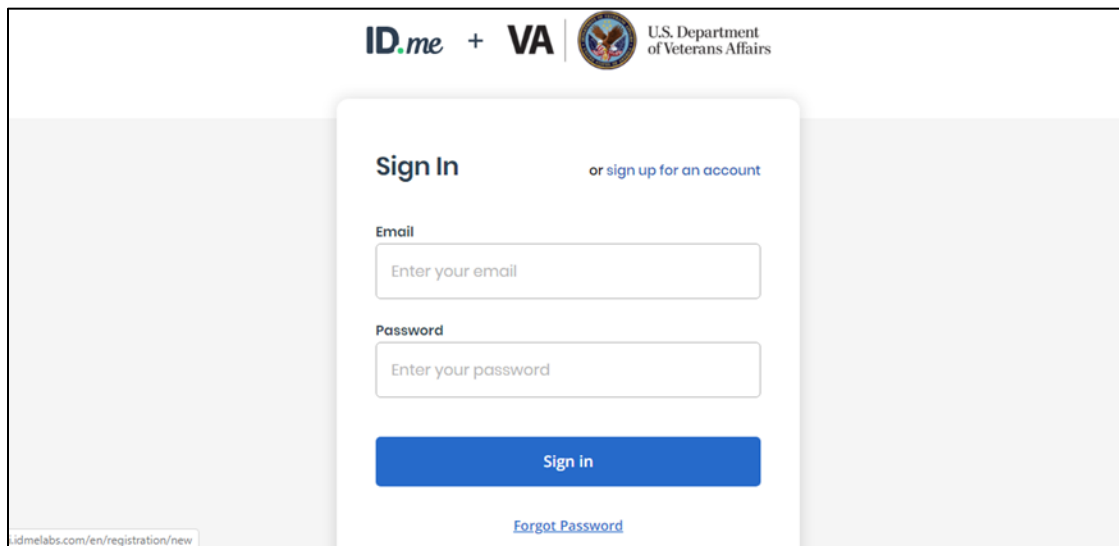 ID.me + VA U.S. Department
of Veterans Affairs
Sign In or sign up for an account
Email
Enter your email
Password
Enter your password
Sign in
Forgot Password
.idmelabs.com/en/registration/new